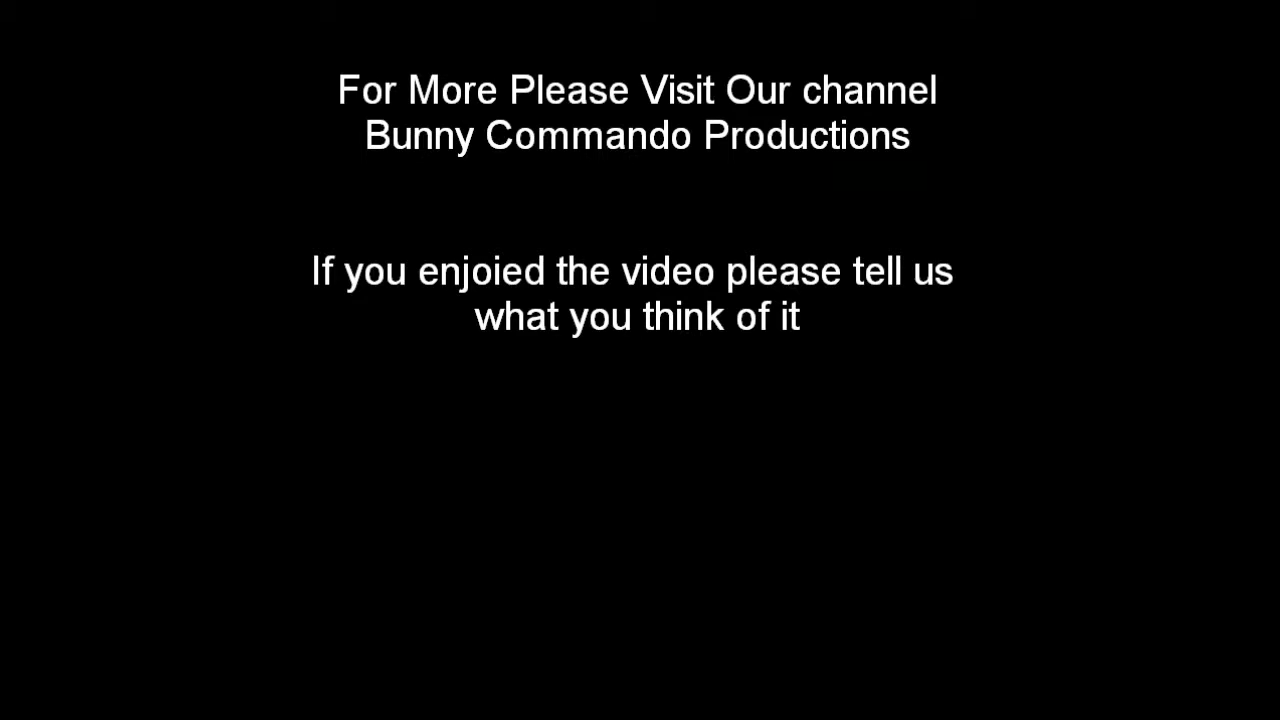 For More Please Visit Our channel
Bunny Commando Productions
If you enjoied the video please tell us
what you think of it